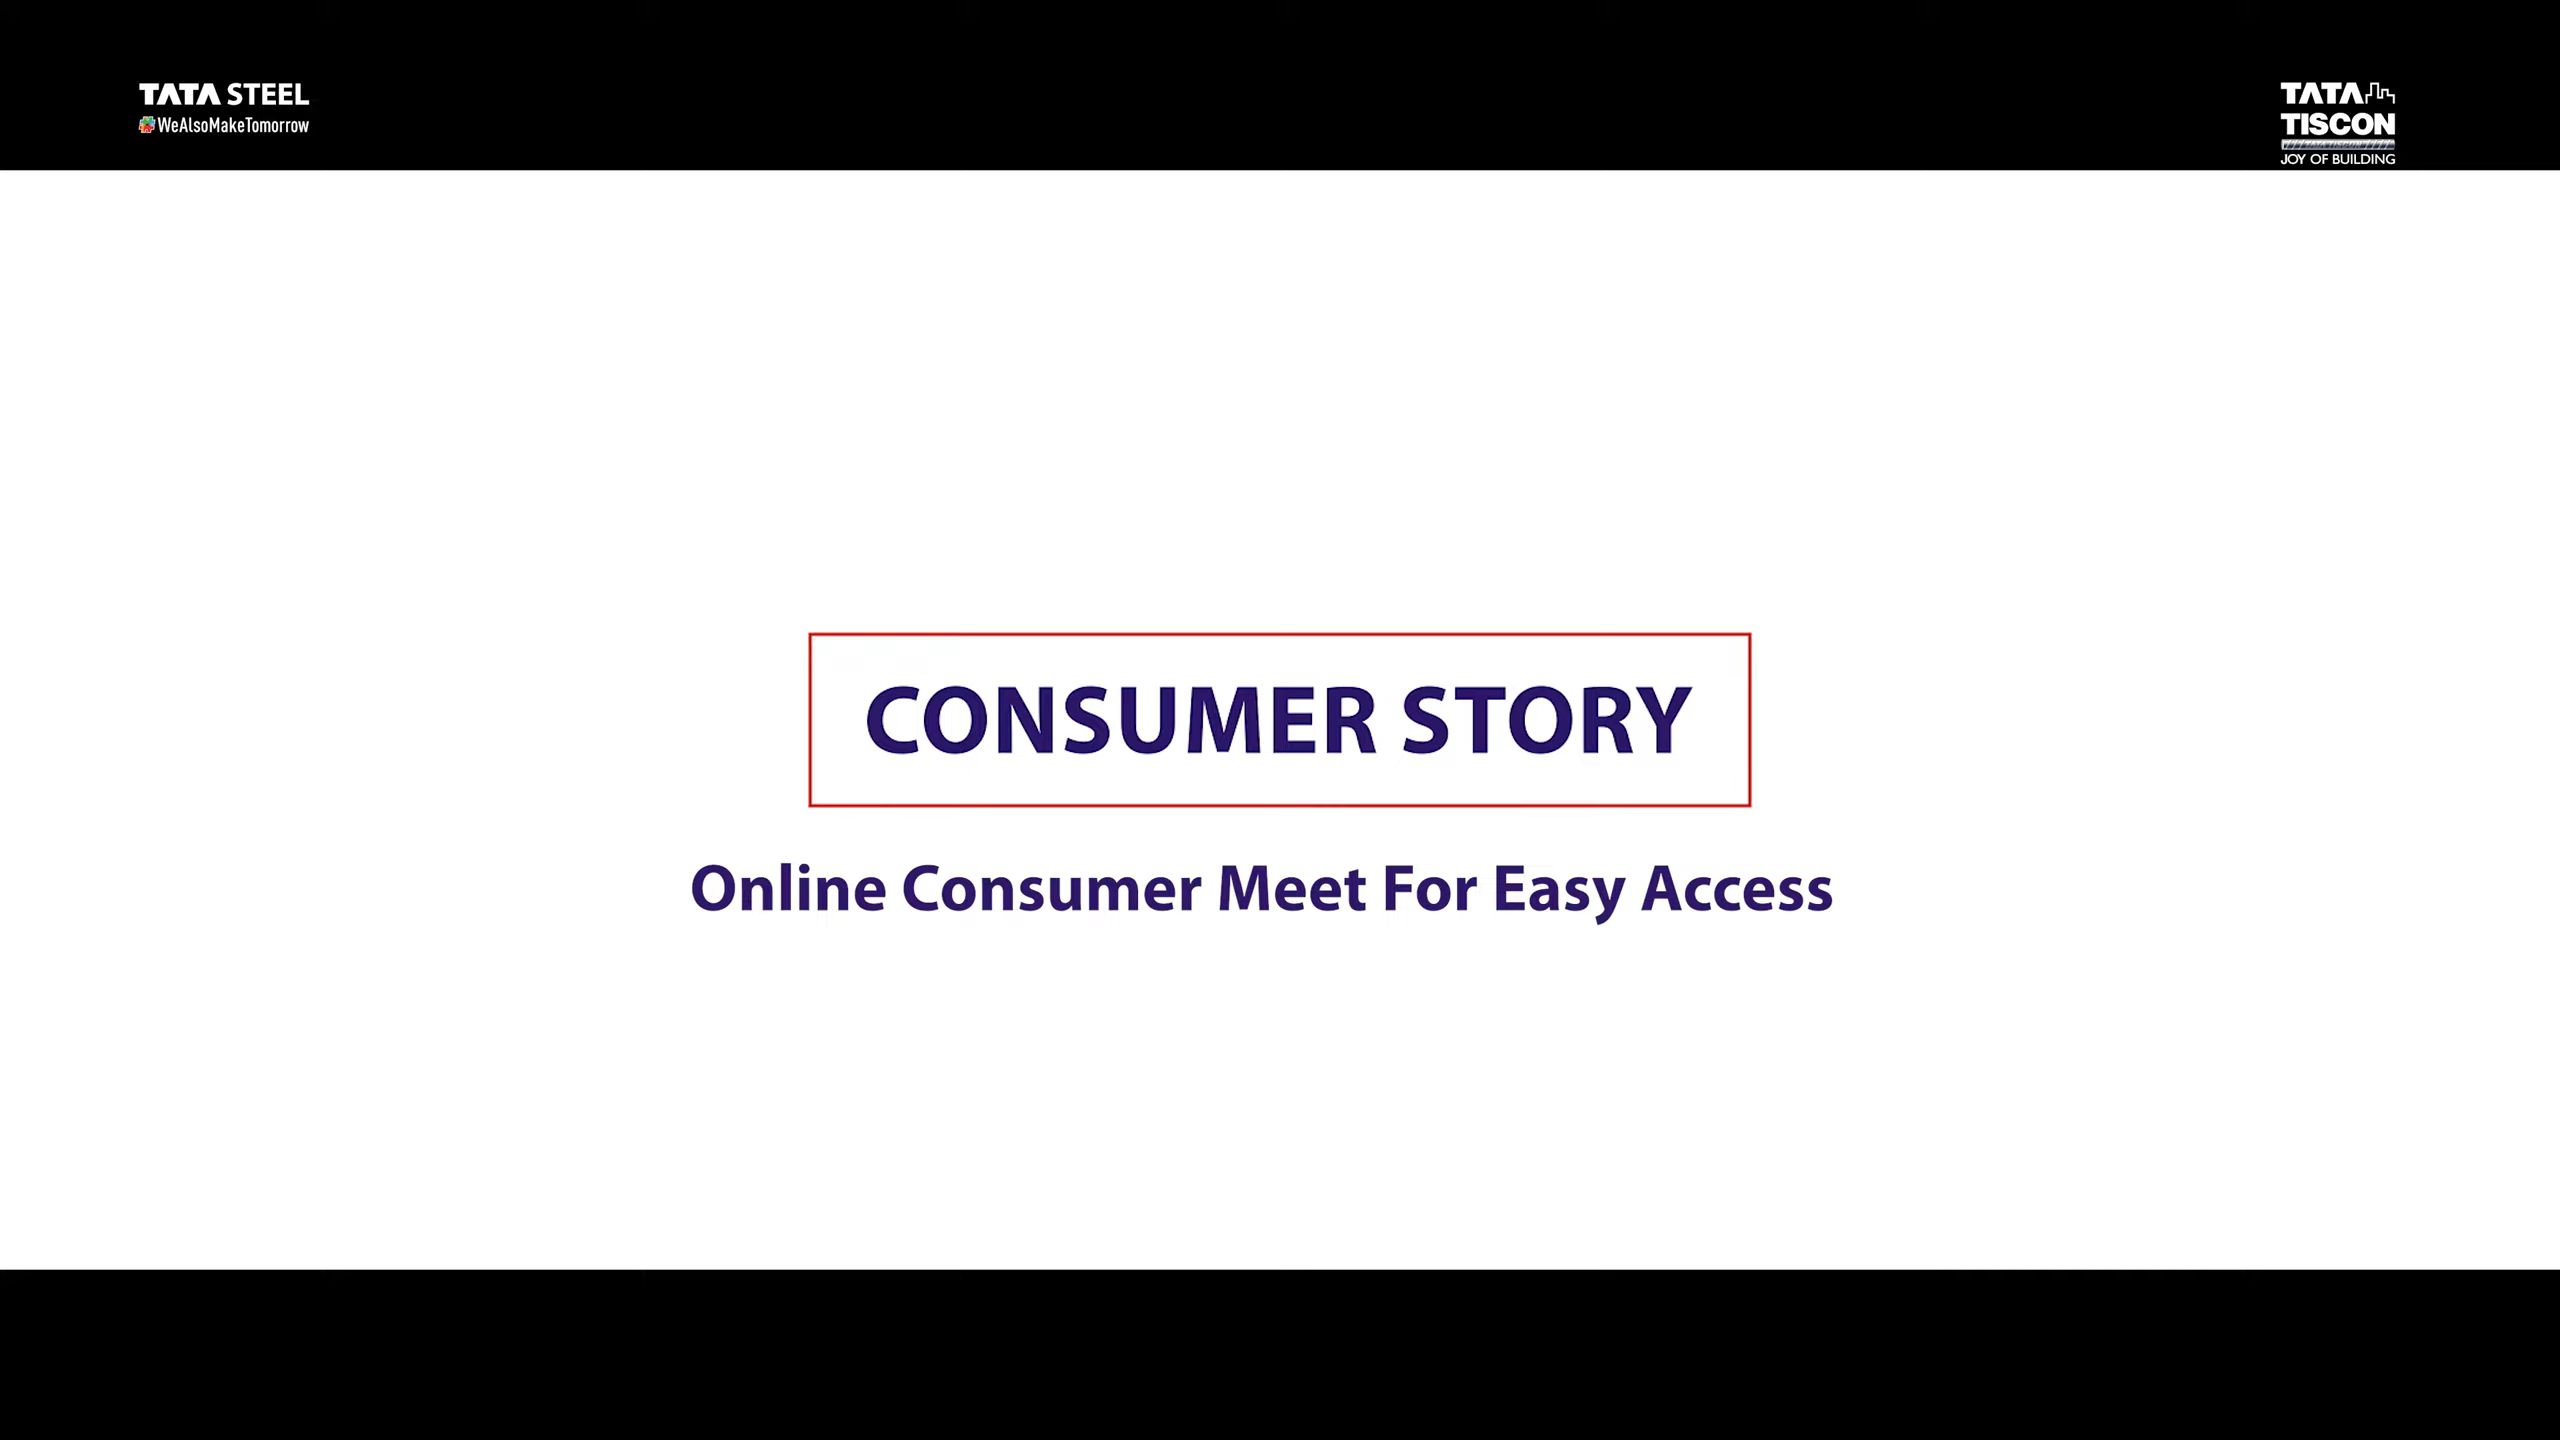 TATA STEEL
#WeAlsoMakeTomorrow
TATA
TISCON
JOY OF BUILDING
CONSUMER STORY
Online Consumer Meet For Easy Access